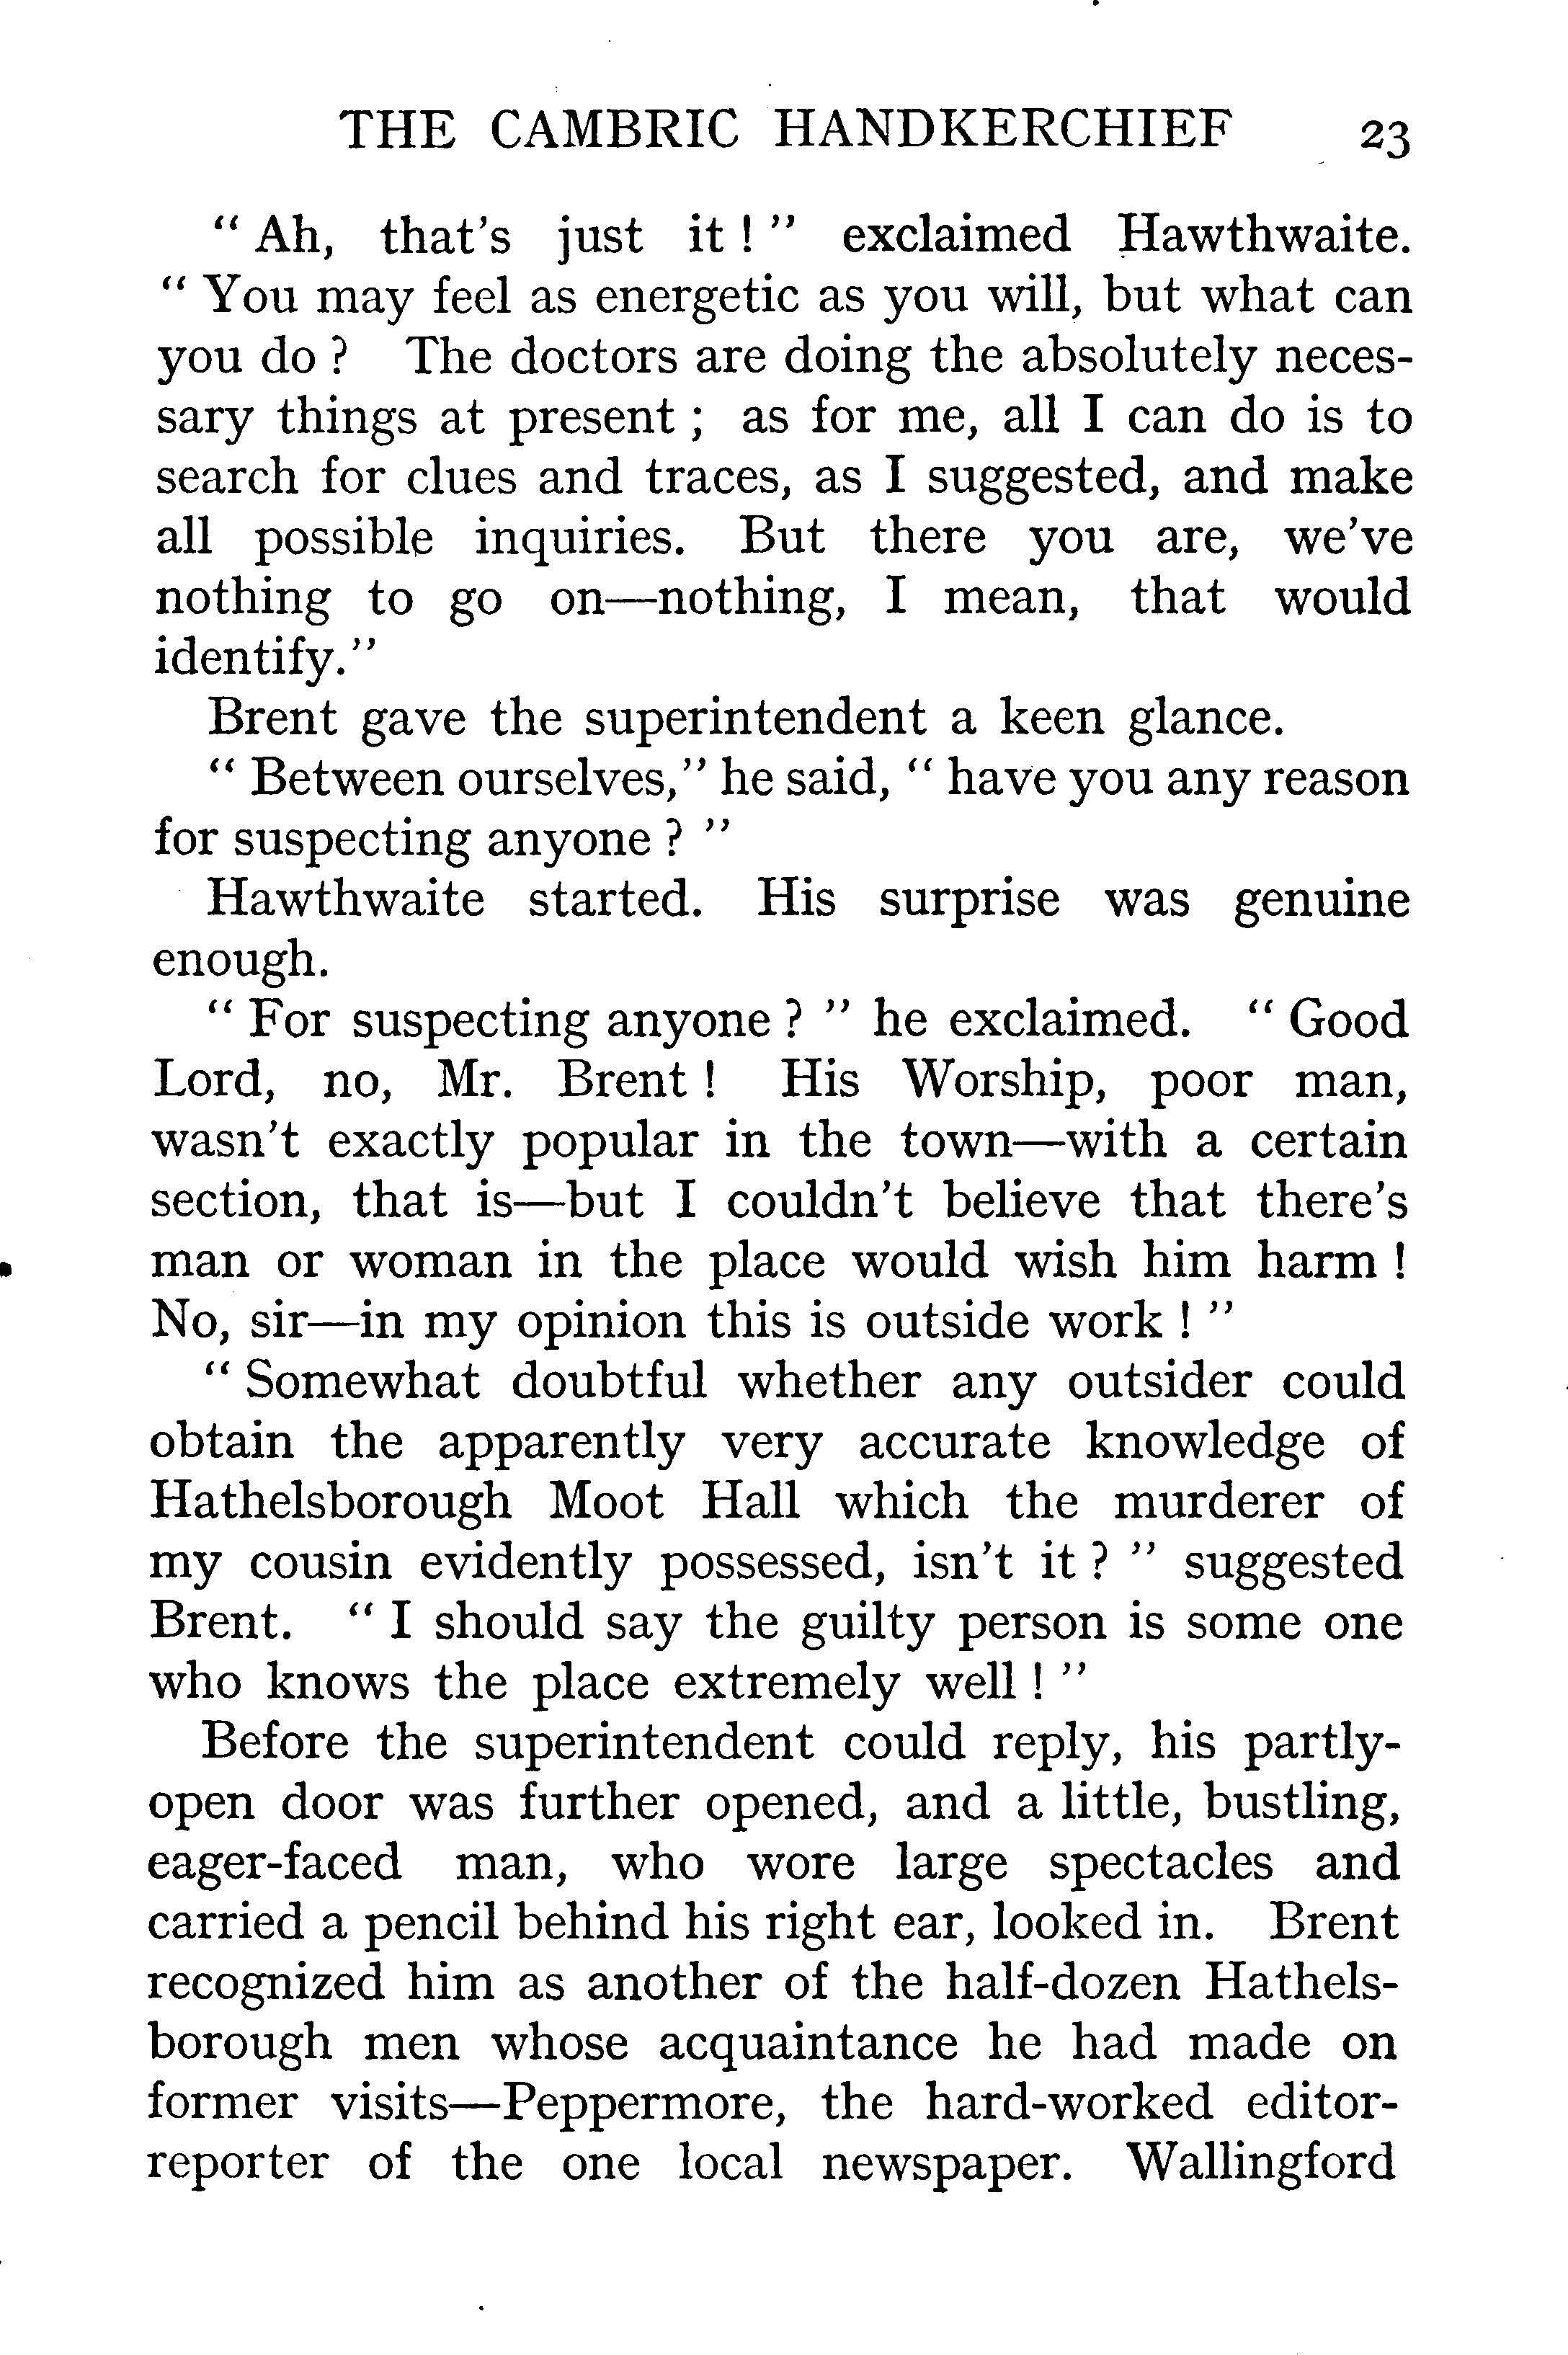 THE CAMBRIC HANDKERCHIEF 23
“ Ah, that’s just it ! ” exclaimed Hawthwaite.
“ You may feel as energetic as you will, but what can
you do ? The doctors are doing the absolutely neces-
sary things at present ; as for me, all I can do is to
search for clues and traces, as I suggested, and make
all possible inquiries. But there you are, we’ve
nothing to go on—nothing, I mean, that would
identify.”
Brent gave the superintendent a keen glance.
“ Between ourselves,” he said, “ have you any reason
for suspecting anyone ? ”
Hawthwaite started. His surprise was genuine
enough.
“ For suspecting anyone ? ” he exclaimed. “ Good
Lord, no, Mr. Brent ! His Worship, poor man,
wasn’t exactly popular in the town—with a certain
section, that is—but I couldn’t believe that there’s
man or woman in the place would wish him harm !
No, sir—in my opinion this is outside work ! ”
“ Somewhat doubtful whether any outsider could
obtain the apparently very accurate knowledge of
Hathelsborough Moot Hall which the murderer of
my cousin evidently possessed, isn’t it ? ” suggested
Brent. “ I should say the guilty person is some one
who knows the place extremely well ! ”
Before the superintendent could reply, his partly-
open door was further opened, and a little, bustling,
eager-faced man, who wore large spectacles and
carried a pencil behind his right ear, looked in. Brent
recognized him as another of the half-dozen Hathels-
borough men whose acquaintance he had made on
former visits—Peppermore, the hard-worked editor-
reporter of the one local newspaper. Wallingford